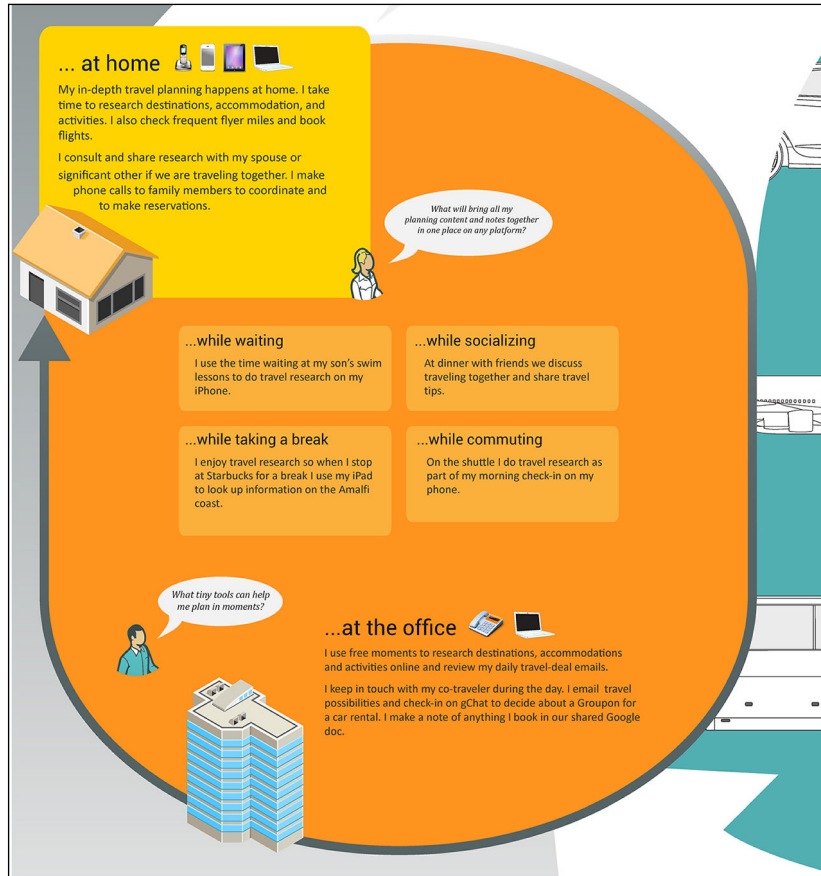 ... at home
My in-depth travel planning happens at home. I take
time to research destinations, accommodation, and
activities. I also check frequent flyer miles and book
flights.
I consult and share research with my spouse or
significant other if we are traveling together. I make
phone calls to family members to coordinate and
to make reservations.
What will bring all my
planning content and notes together
in one place on any platform?
...while waiting
I use the time waiting at my son's swim
lessons to do travel research on my
iPhone.
...while socializing
At dinner with friends we discuss
traveling together and share travel
tips.
...while taking a break
I enjoy travel research so when I stop
at Starbucks for a break I use my iPad
to look up information on the Amalfi
coast.
...while commuting
On the shuttle I do travel research as
part of my morning check-in on my
phone.
What tiny tools can help
me plan in moments?
...at the office
I use free moments to research destinations, accommodations
and activities online and review my daily travel-deal emails.
I keep in touch with my co-traveler during the day. I email travel
possibilities and check-in on gChat to decide about a Groupon for
a car rental. I make a note of anything I book in our shared Google
doc.